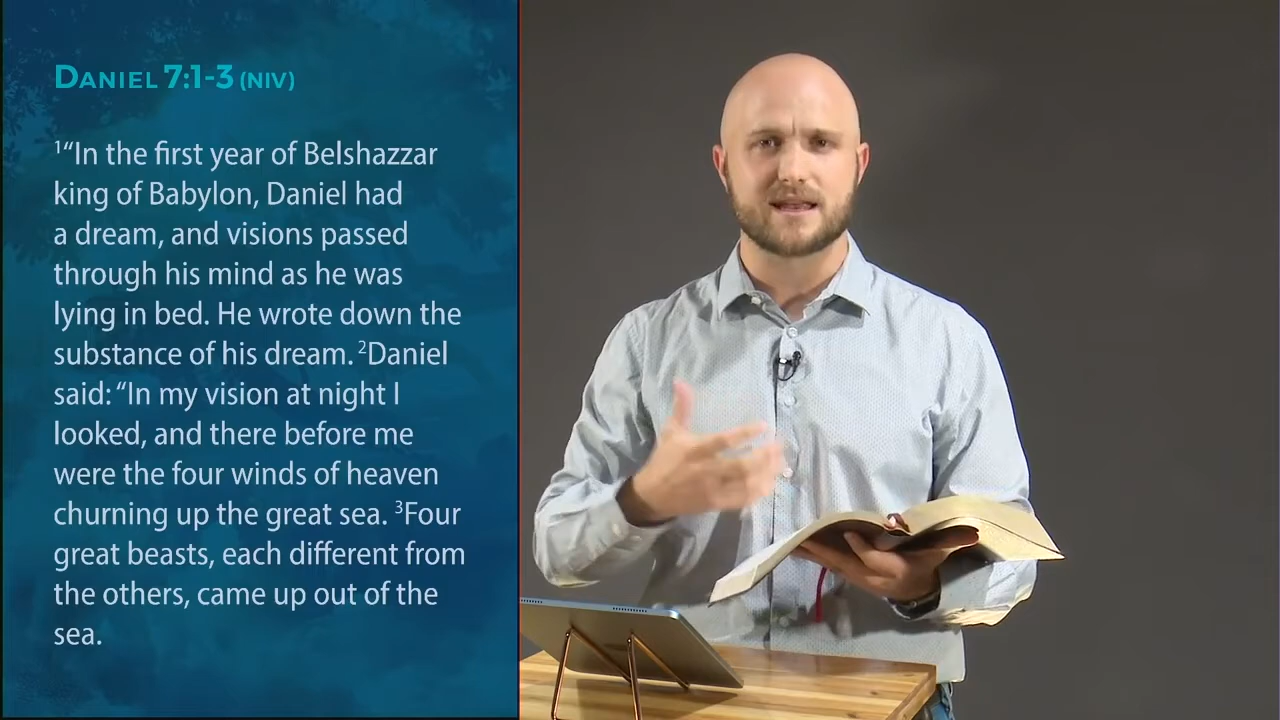 Daniel 7:1-3 (NIV)
¹“In the first year of Belshazzar
king of Babylon, Daniel had
a dream, and visions passed
through his mind as he was
lying in bed. He wrote down the
substance of his dream. ²Daniel
said: “In my vision at night I
looked, and there before me
were the four winds of heaven
churning up the great sea. ³Four
great beasts, each different from
the others, came up out of the
sea.